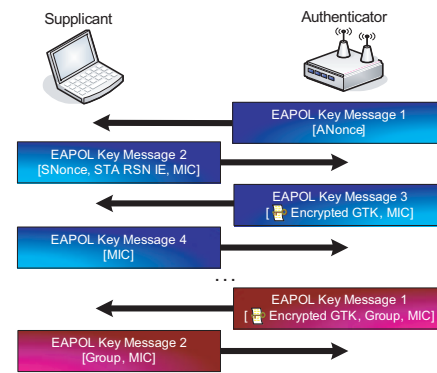 Supplicant
Authenticator
EAPOL Key Message 1
[ANonce]
EAPOL Key Message 2
[SNonce, STA RSN IE, MIC]
EAPOL Key Message 3
[ Encrypted GTK, MIC]
EAPOL Key Message 4
[MIC]
...
EAPOL Key Message 1
[ Encrypted GTK, Group, MIC]
EAPOL Key Message 2
[Group, MIC]